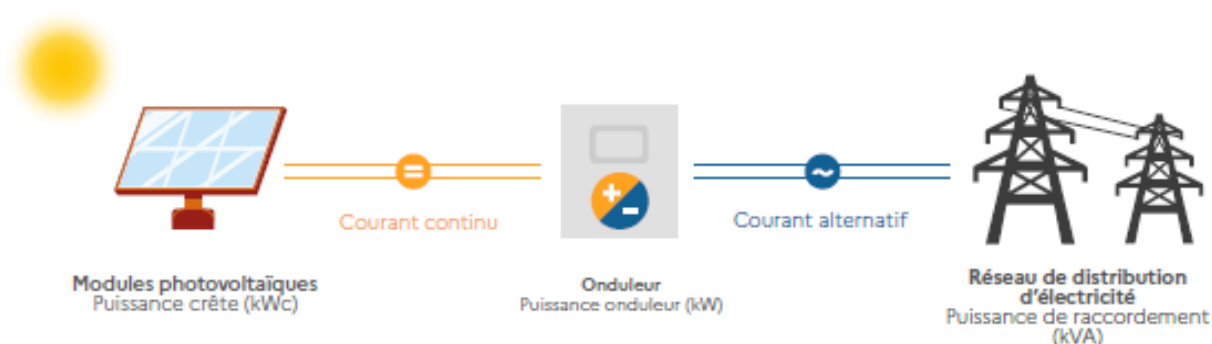 Courant continu
Courant alternatif
Modules photovoltaïques
Puissance crête (kWc)
Onduleur
Puissance onduleur (kW)
Réseau de distribution
d'électricité
Puissance de raccordement
(kVA)